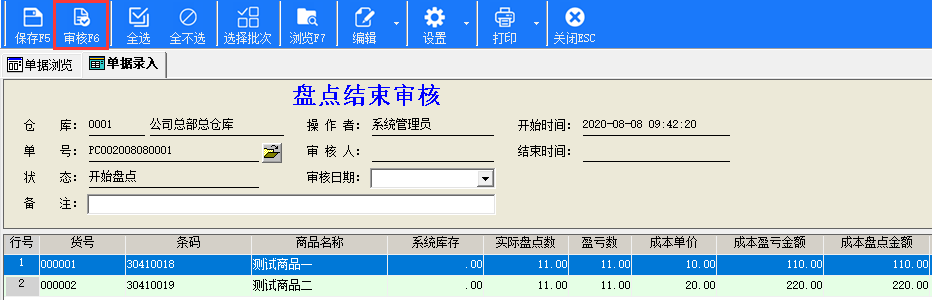 保存F5 审核F6 全选 全不选 选择批次 浏览F7 编辑 设置 打印 关闭ESC
单据浏览 单据录入
盘点结束审核
仓 库: 0001 公司总部总仓库 操 作 者: 系统管理员 开始时间: 2020-08-08 09:42:20
单 号: PC002008080001 审 核 人: 结束时间:
状 态: 开始盘点 审核日期:
备 注:
行号 货号 条码 商品名称 系统库存 实际盘点数 盈亏数 成本单价 成本盈亏金额 成本盘点金额
1 000001 30410018 测试商品一 .00 11.00 11.00 10.00 110.00 110.00
2 000002 30410019 测试商品二 .00 11.00 11.00 20.00 220.00 220.00